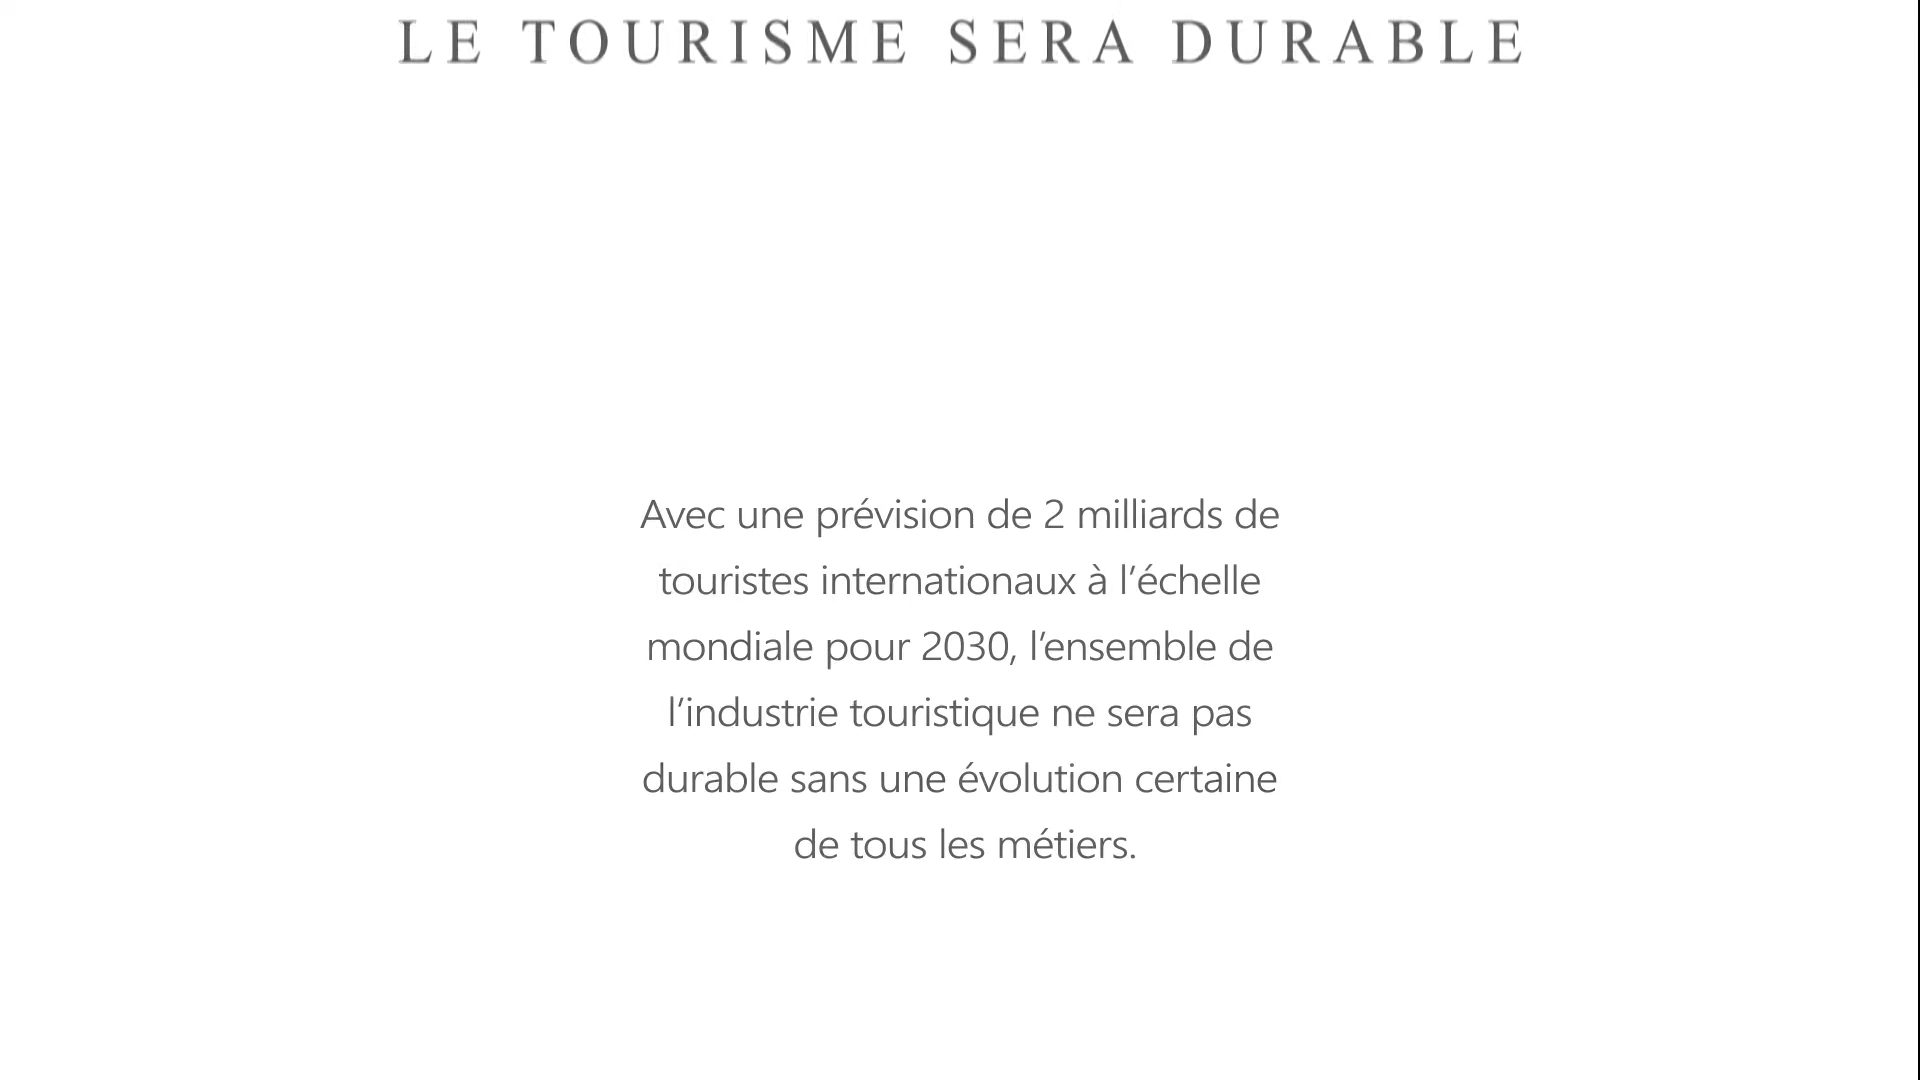 LE TOURISME SERA DURABLE
Avec une prévision de 2 milliards de
touristes internationaux à l’échelle
mondiale pour 2030, l’ensemble de
l’industrie touristique ne sera pas
durable sans une évolution certaine
de tous les métiers.